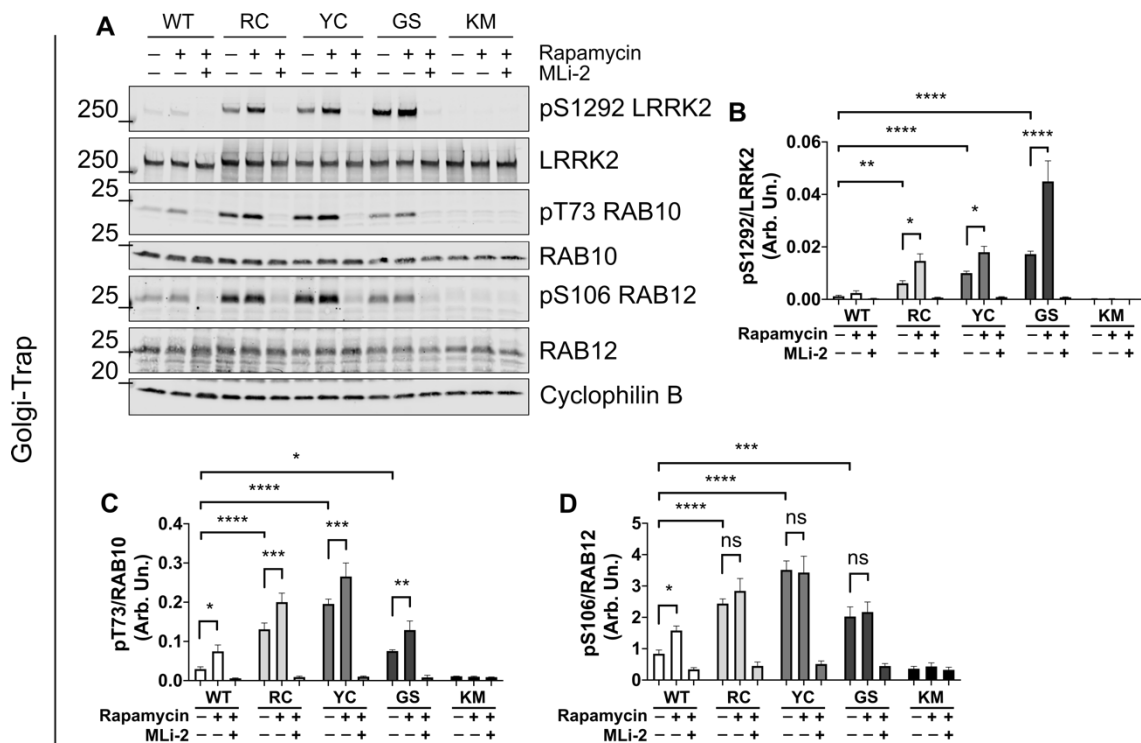 Golgi-Trap
A
WT RC YC GS KM
– + + – + + – + + – + + – + + Rapamycin
+ + + + + MLi-2
250 pS1292 LRRK2
250 LRRK2
25 pT73 RAB10
25
RAB10
25 pS106 RAB12
25 RAB12
20
Cyclophilin B
B
****
****
****
**
*
*
pS1292/LRRK2
(Arb. Un.)
0.06
0.04
0.02
0.00
WT RC YC GS KM
Rapamycin – + + – + + – + + – + + – + +
MLi-2 – – + – – + – – + – – + – – +
C
*
****
****
***
***
**
*
pT73/RAB10
(Arb. Un.)
0.4
0.3
0.2
0.1
0.0
WT RC YC GS KM
Rapamycin – + + – + + – + + – + + – + +
MLi-2 – – + – – + – – + – – + – – +
D
***
****
****
ns
ns
ns
*
pS106/RAB12
(Arb. Un.)
5
4
3
2
1
0
WT RC YC GS KM
Rapamycin – + + – + + – + + – + + – + +
MLi-2 – – + – – + – – + – – + – – +